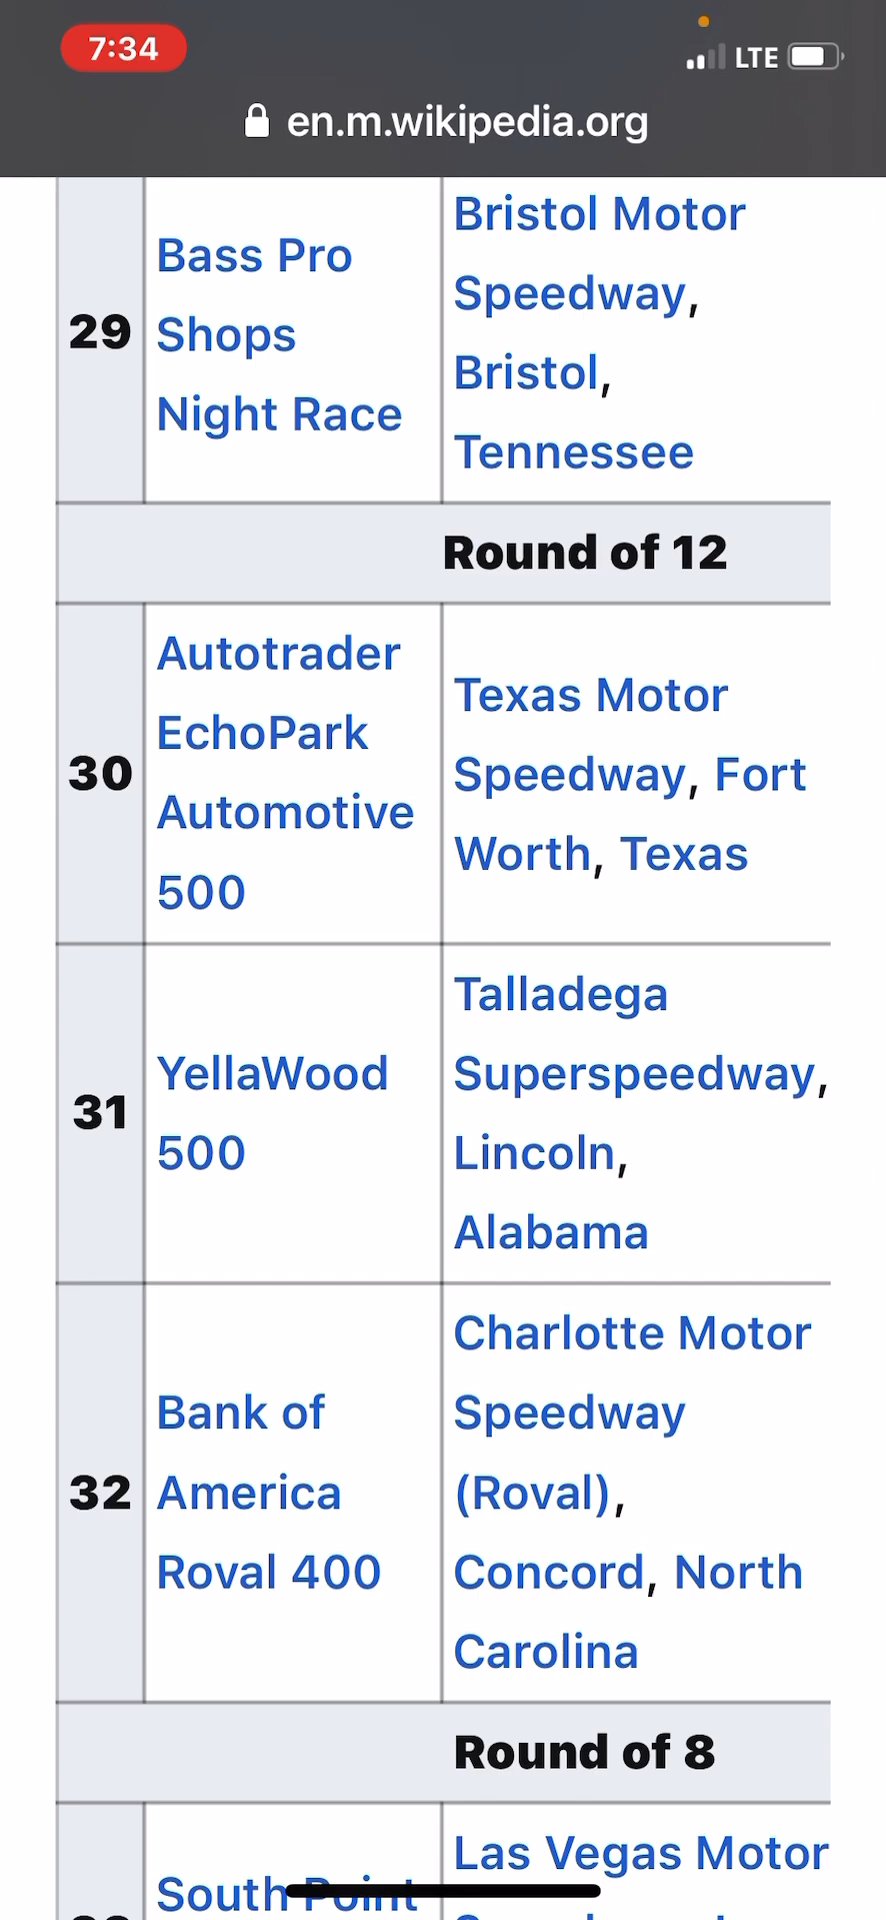 7:34
LTE
en.m.wikipedia.org
29
Bass Pro
Shops
Night Race
Bristol Motor
Speedway,
Bristol,
Tennessee
Round of 12
30
Autotrader
EchoPark
Automotive
500
Texas Motor
Speedway, Fort
Worth, Texas
31
YellaWood
500
Talladega
Superspeedway,
Lincoln,
Alabama
32
Bank of
America
Roval 400
Charlotte Motor
Speedway
(Roval),
Concord, North
Carolina
Round of 8
South Point
Las Vegas Motor